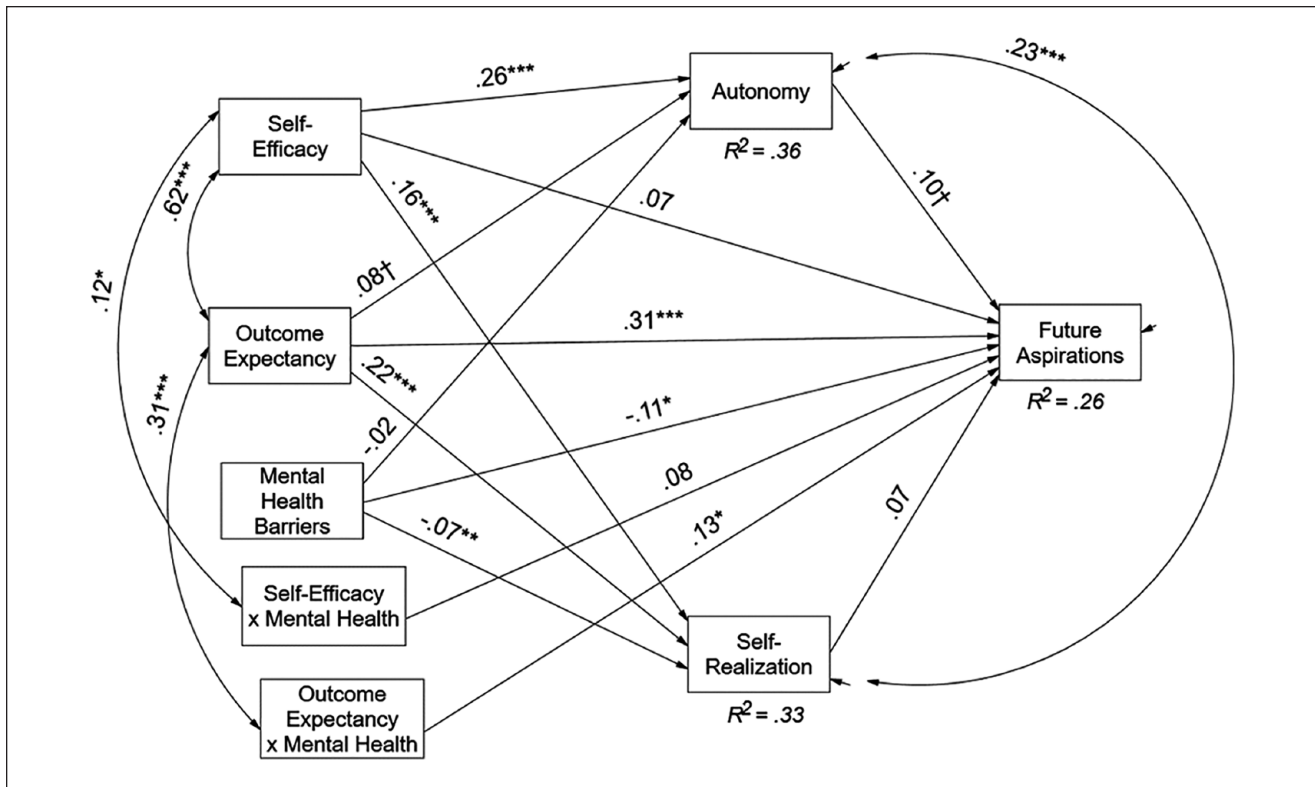 .23***
.26***
Autonomy
Self-
Efficacy
R² = .36
.62***
.16***
.07
.10†
.12*
.08†
Outcome
Expectancy
.31***
Future
Aspirations
.22***
.31***
R² = .26
-.11*
-.02
Mental
Health
Barriers
.08
.07
-.07**
.13*
Self-Efficacy
x Mental Health
Self-
Realization
Outcome
Expectancy
x Mental Health
R² = .33